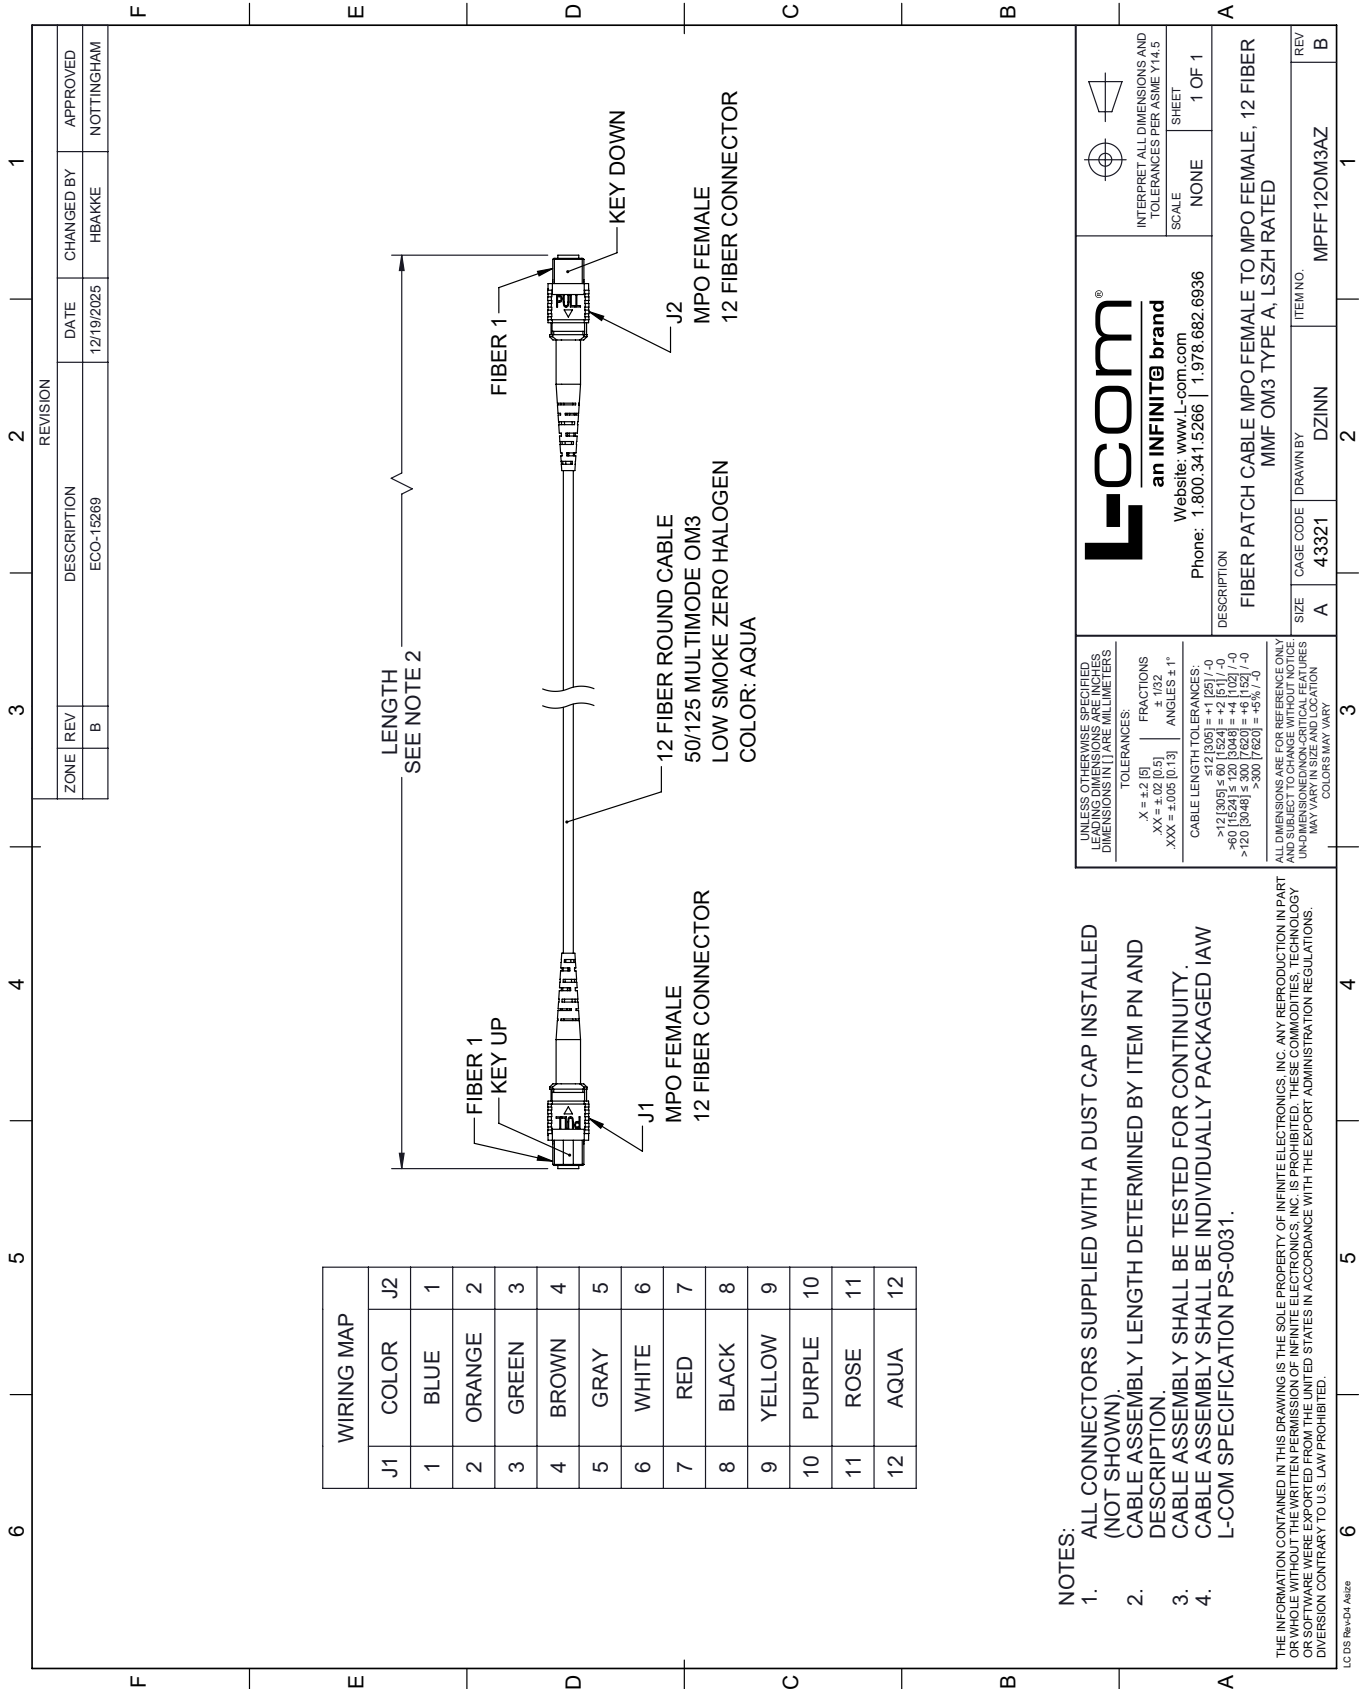 6 5 4 3 2 1
F
E
D
C
B
A
REVISION
ZONE REV DESCRIPTION DATE CHANGED BY APPROVED
B ECO-15269 12/19/2025 HBAKKE NOTTINGHAM
WIRING MAP
J1 COLOR J2
1 BLUE 1
2 ORANGE 2
3 GREEN 3
4 BROWN 4
5 GRAY 5
6 WHITE 6
7 RED 7
8 BLACK 8
9 YELLOW 9
10 PURPLE 10
11 ROSE 11
12 AQUA 12
LENGTH
SEE NOTE 2
FIBER 1
KEY UP
PULL
J1
MPO FEMALE
12 FIBER CONNECTOR
12 FIBER ROUND CABLE
50/125 MULTIMODE OM3
LOW SMOKE ZERO HALOGEN
COLOR: AQUA
FIBER 1
PULL
KEY DOWN
J2
MPO FEMALE
12 FIBER CONNECTOR
NOTES:
1. ALL CONNECTORS SUPPLIED WITH A DUST CAP INSTALLED
(NOT SHOWN).
2. CABLE ASSEMBLY LENGTH DETERMINED BY ITEM PN AND
DESCRIPTION.
3. CABLE ASSEMBLY SHALL BE TESTED FOR CONTINUITY.
4. CABLE ASSEMBLY SHALL BE INDIVIDUALLY PACKAGED IAW
L-COM SPECIFICATION PS-0031.
THE INFORMATION CONTAINED IN THIS DRAWING IS THE SOLE PROPERTY OF INFINITE ELECTRONICS, INC. ANY REPRODUCTION IN PART
OR WHOLE WITHOUT THE WRITTEN PERMISSION OF INFINITE ELECTRONICS, INC. IS PROHIBITED. THESE COMMODITIES, TECHNOLOGY
OR SOFTWARE WERE EXPORTED FROM THE UNITED STATES IN ACCORDANCE WITH THE EXPORT ADMINISTRATION REGULATIONS.
DIVERSION CONTRARY TO U.S. LAW PROHIBITED.
UNLESS OTHERWISE SPECIFIED
LEADING DIMENSIONS ARE INCHES
DIMENSIONS IN [ ] ARE MILLIMETERS
TOLERANCES:
.X = ±.2 [5] FRACTIONS
.XX = ±.02 [0.5] ± 1/32
.XXX = ±.005 [0.13] ANGLES ± 1°
CABLE LENGTH TOLERANCES:
≤12 [305] = +1 [25] / -0
>12 [305] ≤ 60 [1524] = +2 [51] / -0
>60 [1524] ≤ 120 [3048] = +4 [102] / -0
>120 [3048] ≤ 300 [7620] = +6 [152] / -0
>300 [7620] = +5% / -0
ALL DIMENSIONS ARE FOR REFERENCE ONLY
AND SUBJECT TO CHANGE WITHOUT NOTICE.
UN-DIMENSIONED/NON-CRITICAL FEATURES
MAY VARY IN SIZE AND LOCATION
COLORS MAY VARY
L-com®
an INFINIT® brand
Website: www.L-com.com
Phone: 1.800.341.5266 | 1.978.682.6936
INTERPRET ALL DIMENSIONS AND
TOLERANCES PER ASME Y14.5
SCALE SHEET
NONE 1 OF 1
DESCRIPTION
FIBER PATCH CABLE MPO FEMALE TO MPO FEMALE, 12 FIBER
MMF OM3 TYPE A, LSZH RATED
SIZE CAGE CODE DRAWN BY ITEM NO. REV
A 43321 DZINN MPFF12OM3AZ B
F
E
D
C
B
A
6 5 4 3 2 1
LC DS Rev-D4 Asize